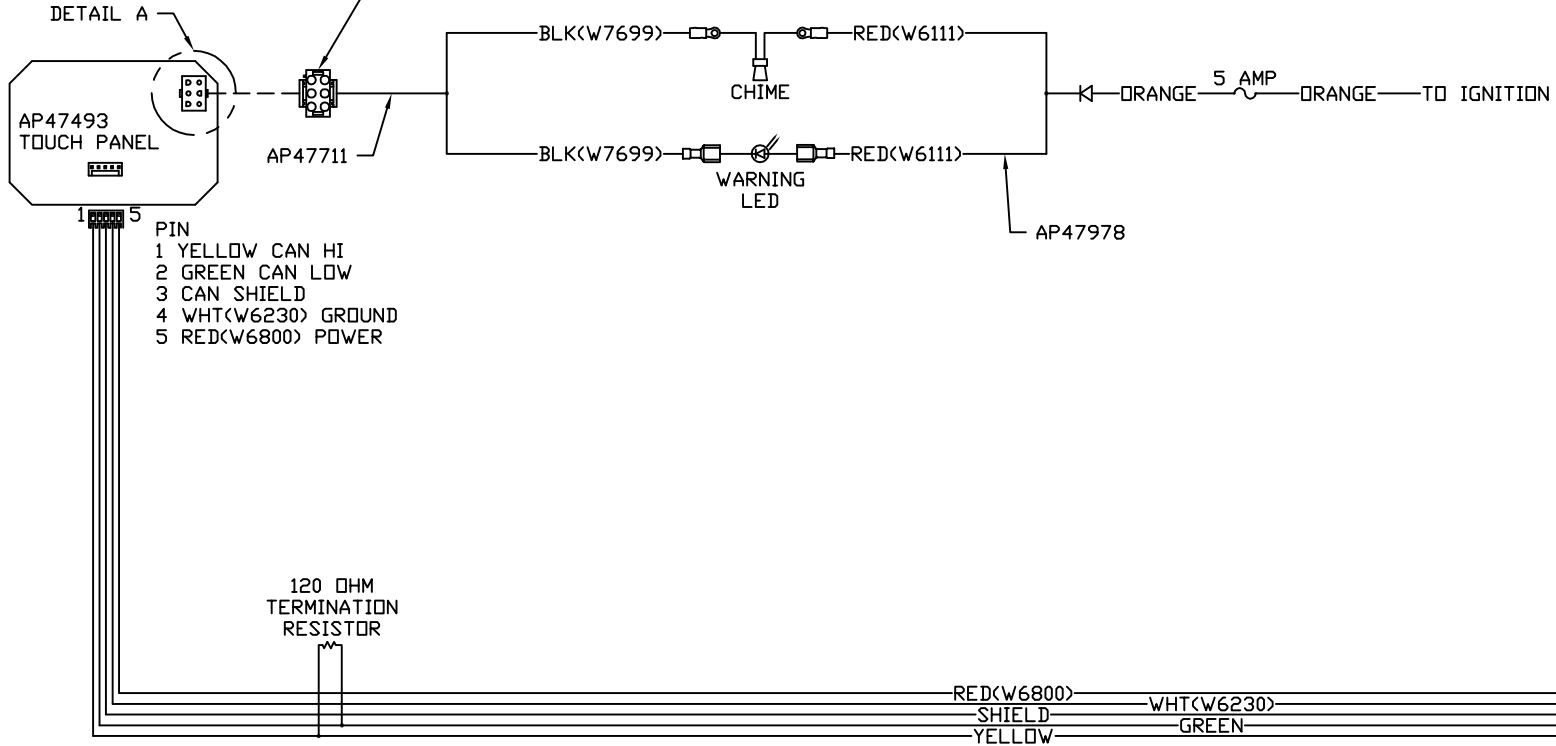 DETAIL A
AP47493
TOUCH PANEL
AP47711
BLK(W7699)
RED(W6111)
CHIME
BLK(W7699)
RED(W6111)
WARNING
LED
AP47978
5 AMP
ORANGE
ORANGE
TO IGNITION
1
5
PIN
1 YELLOW CAN HI
2 GREEN CAN LOW
3 CAN SHIELD
4 WHT(W6230) GROUND
5 RED(W6800) POWER
120 OHM
TERMINATION
RESISTOR
RED(W6800)
WHT(W6230)
SHIELD
GREEN
YELLOW